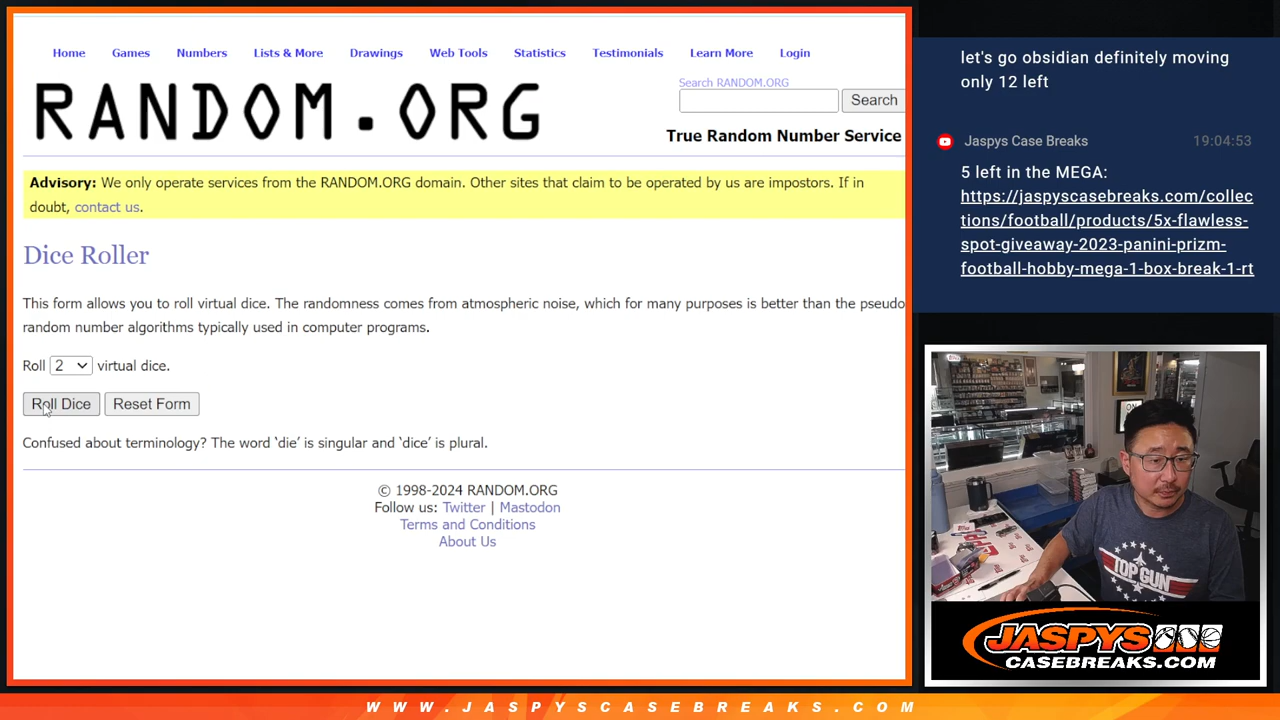 Home Games Numbers Lists & More Drawings Web Tools Statistics Testimonials Learn More Login
RANDOM.ORG
Search RANDOM.ORG
Search
True Random Number Service
Advisory: We only operate services from the RANDOM.ORG domain. Other sites that claim to be operated by us are impostors. If in
doubt, contact us.
Dice Roller
This form allows you to roll virtual dice. The randomness comes from atmospheric noise, which for many purposes is better than the pseudo
random number algorithms typically used in computer programs.
Roll 2 virtual dice.
Roll Dice Reset Form
Confused about terminology? The word ‘die’ is singular and ‘dice’ is plural.
© 1998-2024 RANDOM.ORG
Follow us: Twitter | Mastodon
Terms and Conditions
About Us
let's go obsidian definitely moving
only 12 left
Jaspys Case Breaks 19:04:53
5 left in the MEGA:
https://jaspyscasebreaks.com/collec
tions/football/products/5x-flawless-
spot-giveaway-2023-panini-prizm-
football-hobby-mega-1-box-break-1-rt
TOP GUN
JASPYS
CASEBREAKS.COM
WWW.JASPYSCASEBREAKS.COM